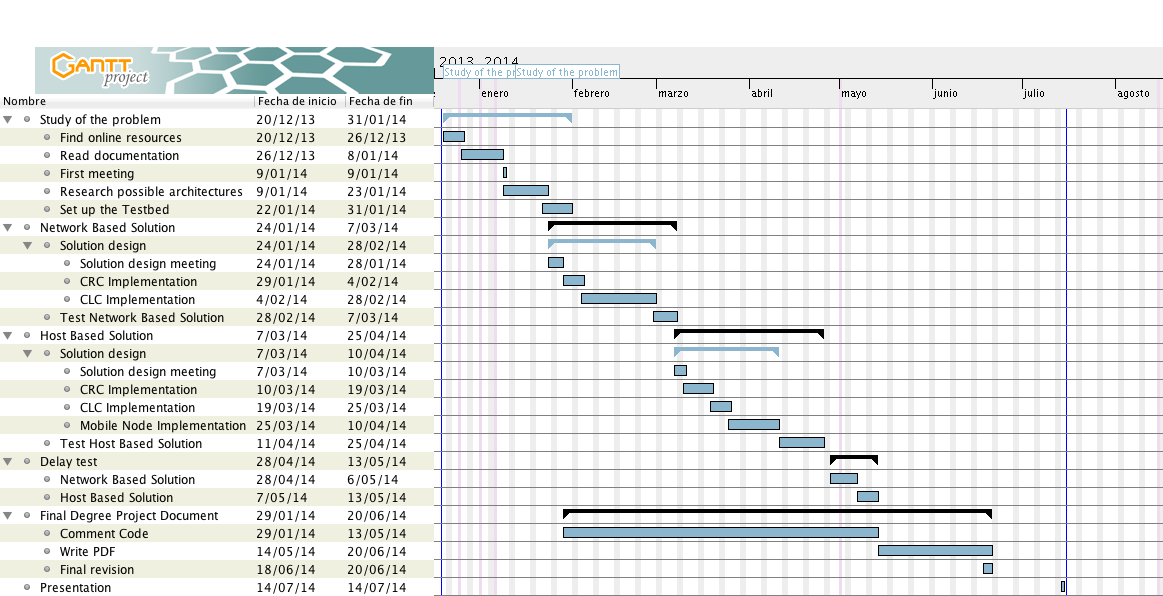 GANTT
project
2013 2014
Study of the pr Study of the problem
enero febrero marzo abril mayo junio julio agosto
Nombre Fecha de inicio Fecha de fin
Study of the problem 20/12/13 31/01/14
Find online resources 20/12/13 26/12/13
Read documentation 26/12/13 8/01/14
First meeting 9/01/14 9/01/14
Research possible architectures 9/01/14 23/01/14
Set up the Testbed 22/01/14 31/01/14
Network Based Solution 24/01/14 7/03/14
Solution design 24/01/14 28/02/14
Solution design meeting 24/01/14 28/01/14
CRC Implementation 29/01/14 4/02/14
CLC Implementation 4/02/14 28/02/14
Test Network Based Solution 28/02/14 7/03/14
Host Based Solution 7/03/14 25/04/14
Solution design 7/03/14 10/04/14
Solution design meeting 7/03/14 10/03/14
CRC Implementation 10/03/14 19/03/14
CLC Implementation 19/03/14 25/03/14
Mobile Node Implementation 25/03/14 10/04/14
Test Host Based Solution 11/04/14 25/04/14
Delay test 28/04/14 13/05/14
Network Based Solution 28/04/14 6/05/14
Host Based Solution 7/05/14 13/05/14
Final Degree Project Document 29/01/14 20/06/14
Comment Code 29/01/14 13/05/14
Write PDF 14/05/14 20/06/14
Final revision 18/06/14 20/06/14
Presentation 14/07/14 14/07/14